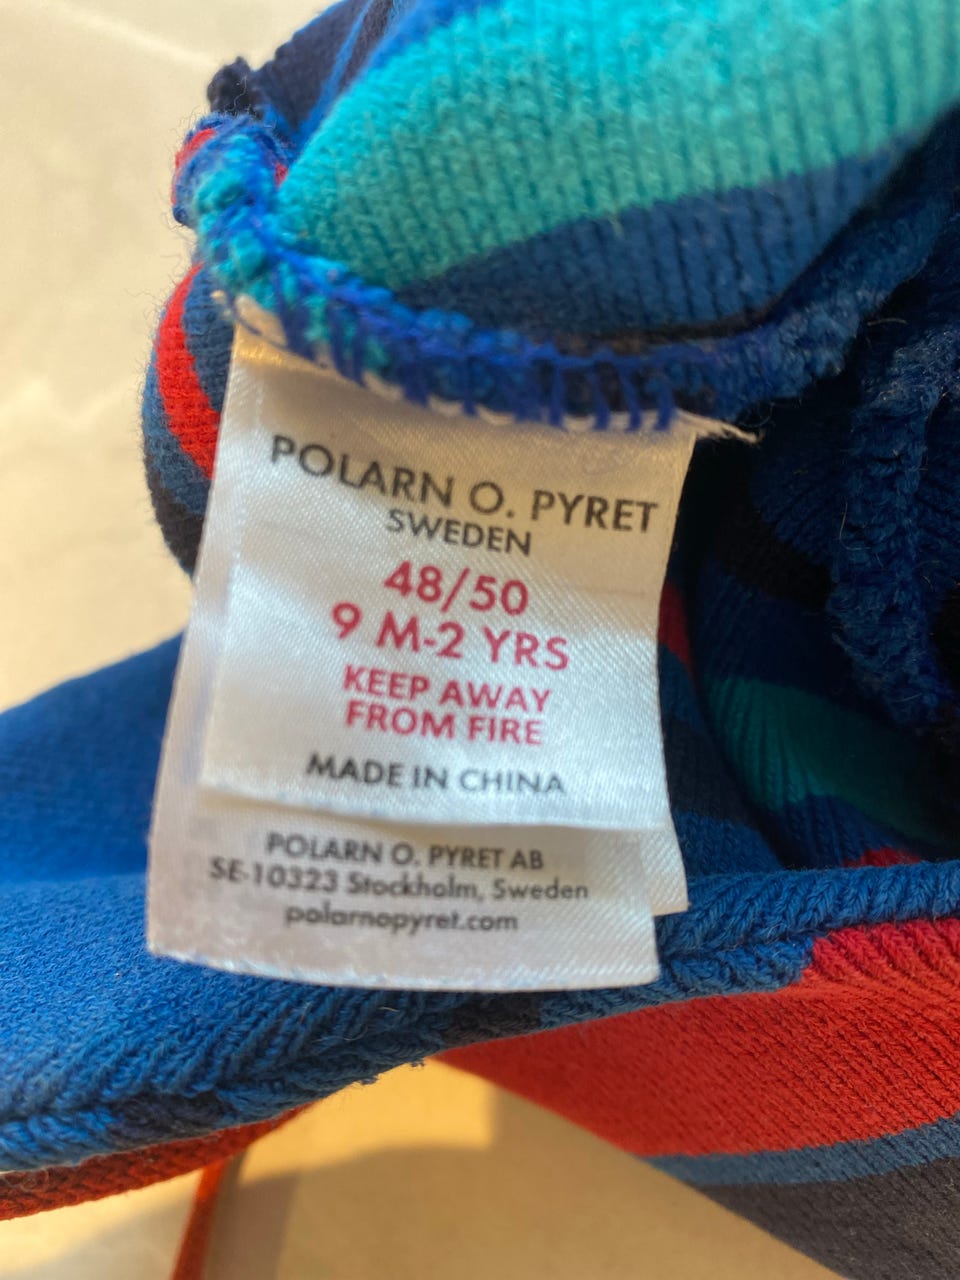 POLARN O. PYRET
SWEDEN
48/50
9 M-2 YRS
KEEP AWAY
FROM FIRE
MADE IN CHINA
POLARN O. PYRET AB
SE-10323 Stockholm, Sweden
polarnopyret.com